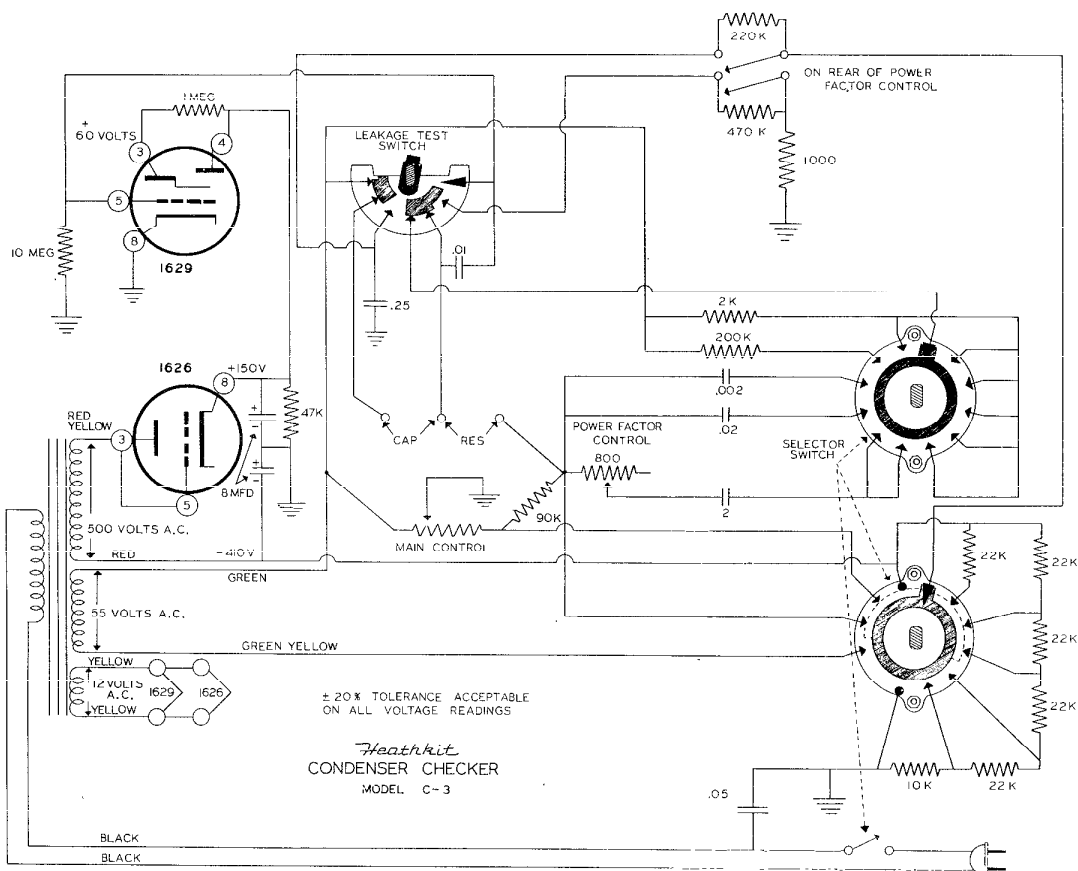 220K
ON REAR OF POWER
FACTOR CONTROL
470 K
1000
1 MEG
+
60 VOLTS
3
4
5
8
1629
10 MEG
LEAKAGE TEST
SWITCH
.01
.25
2 K
200K
.002
.02
1626
+150V
8
RED
YELLOW
3
5
+
+
−
8 MFD
47K
CAP
RES
POWER FACTOR
CONTROL
800
SELECTOR
SWITCH
2
90K
MAIN CONTROL
500 VOLTS A.C.
RED
−410V
GREEN
55 VOLTS A.C.
GREEN YELLOW
YELLOW
12 VOLTS
A.C.
YELLOW
1629
1626
22K
22K
22K
22K
10K
22K
± 20% TOLERANCE ACCEPTABLE
ON ALL VOLTAGE READINGS
Heathkit
CONDENSER CHECKER
MODEL C-3
.05
BLACK
BLACK